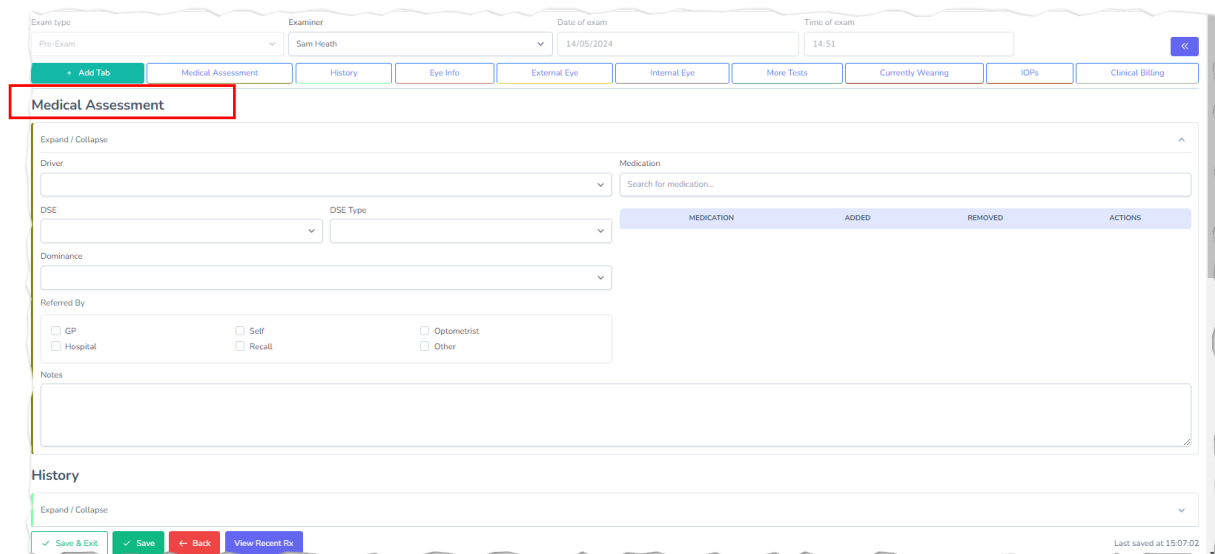 Exam type Examiner Date of exam Time of exam
Pre-Exam Sam Heath 14/05/2024 14:51
+ Add Tab Medical Assessment History Eye Info External Eye Internal Eye More Tests Currently Wearing IOPs Clinical Billing
Medical Assessment
Expand / Collapse
Driver Medication
Search for medication...
DSE DSE Type
MEDICATION ADDED REMOVED ACTIONS
Dominance
Referred By
GP Self Optometrist
Hospital Recall Other
Notes
History
Expand / Collapse
Save & Exit Save Back View Recent Rx Last saved at 15:07:02